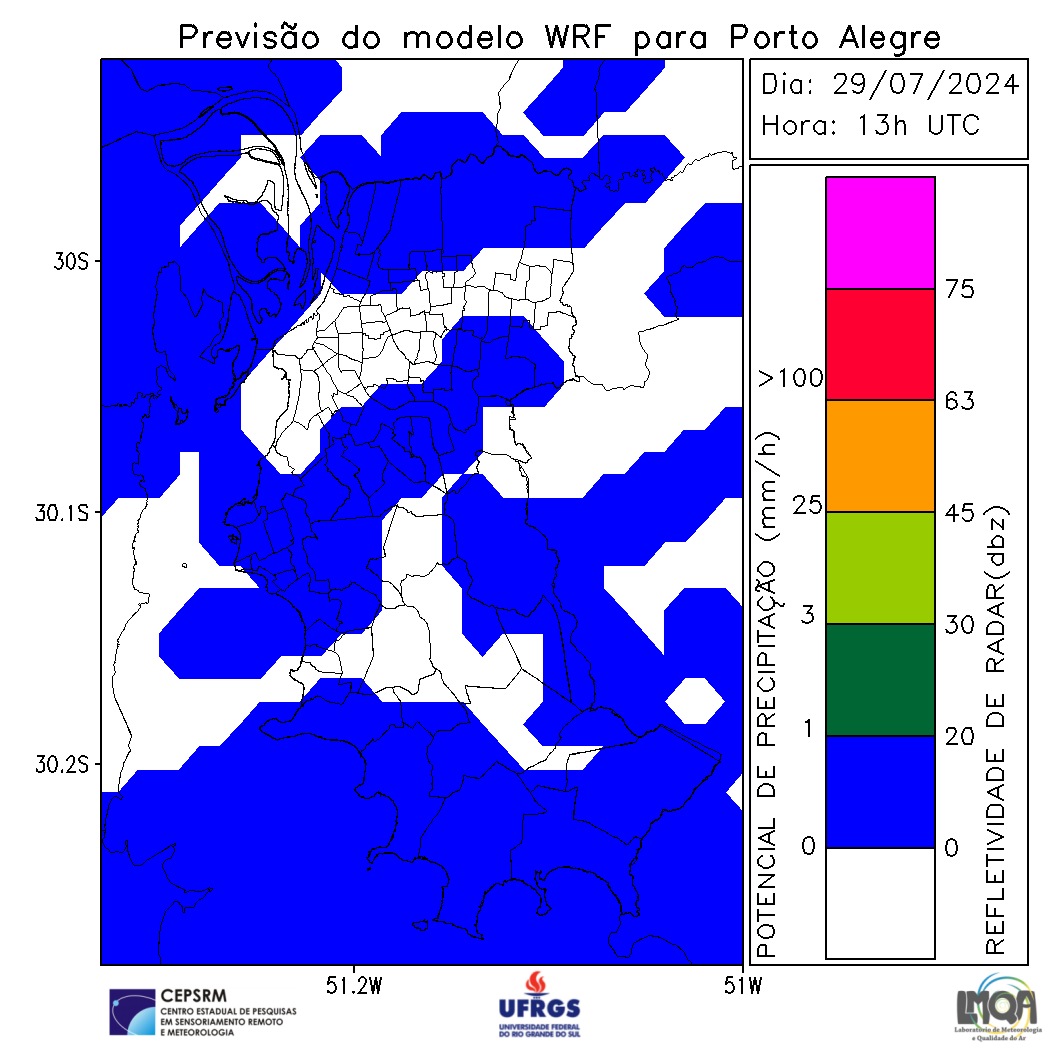 Previsão do modelo WRF para Porto Alegre
Dia: 29/07/2024
Hora: 13h UTC
30S
30.1S
30.2S
51.2W
51W
POTENCIAL DE PRECIPITAÇÃO (mm/h)
>100
25
3
1
0
75
63
45
30
20
0
REFLETIVIDADE DE RADAR(dbz)
CEPSRM
CENTRO ESTADUAL DE PESQUISAS
EM SENSORIAMENTO REMOTO
E METEOROLOGIA
UFRGS
UNIVERSIDADE FEDERAL
DO RIO GRANDE DO SUL
LMQA
Laboratório de Meteorologia
e Qualidade do Ar